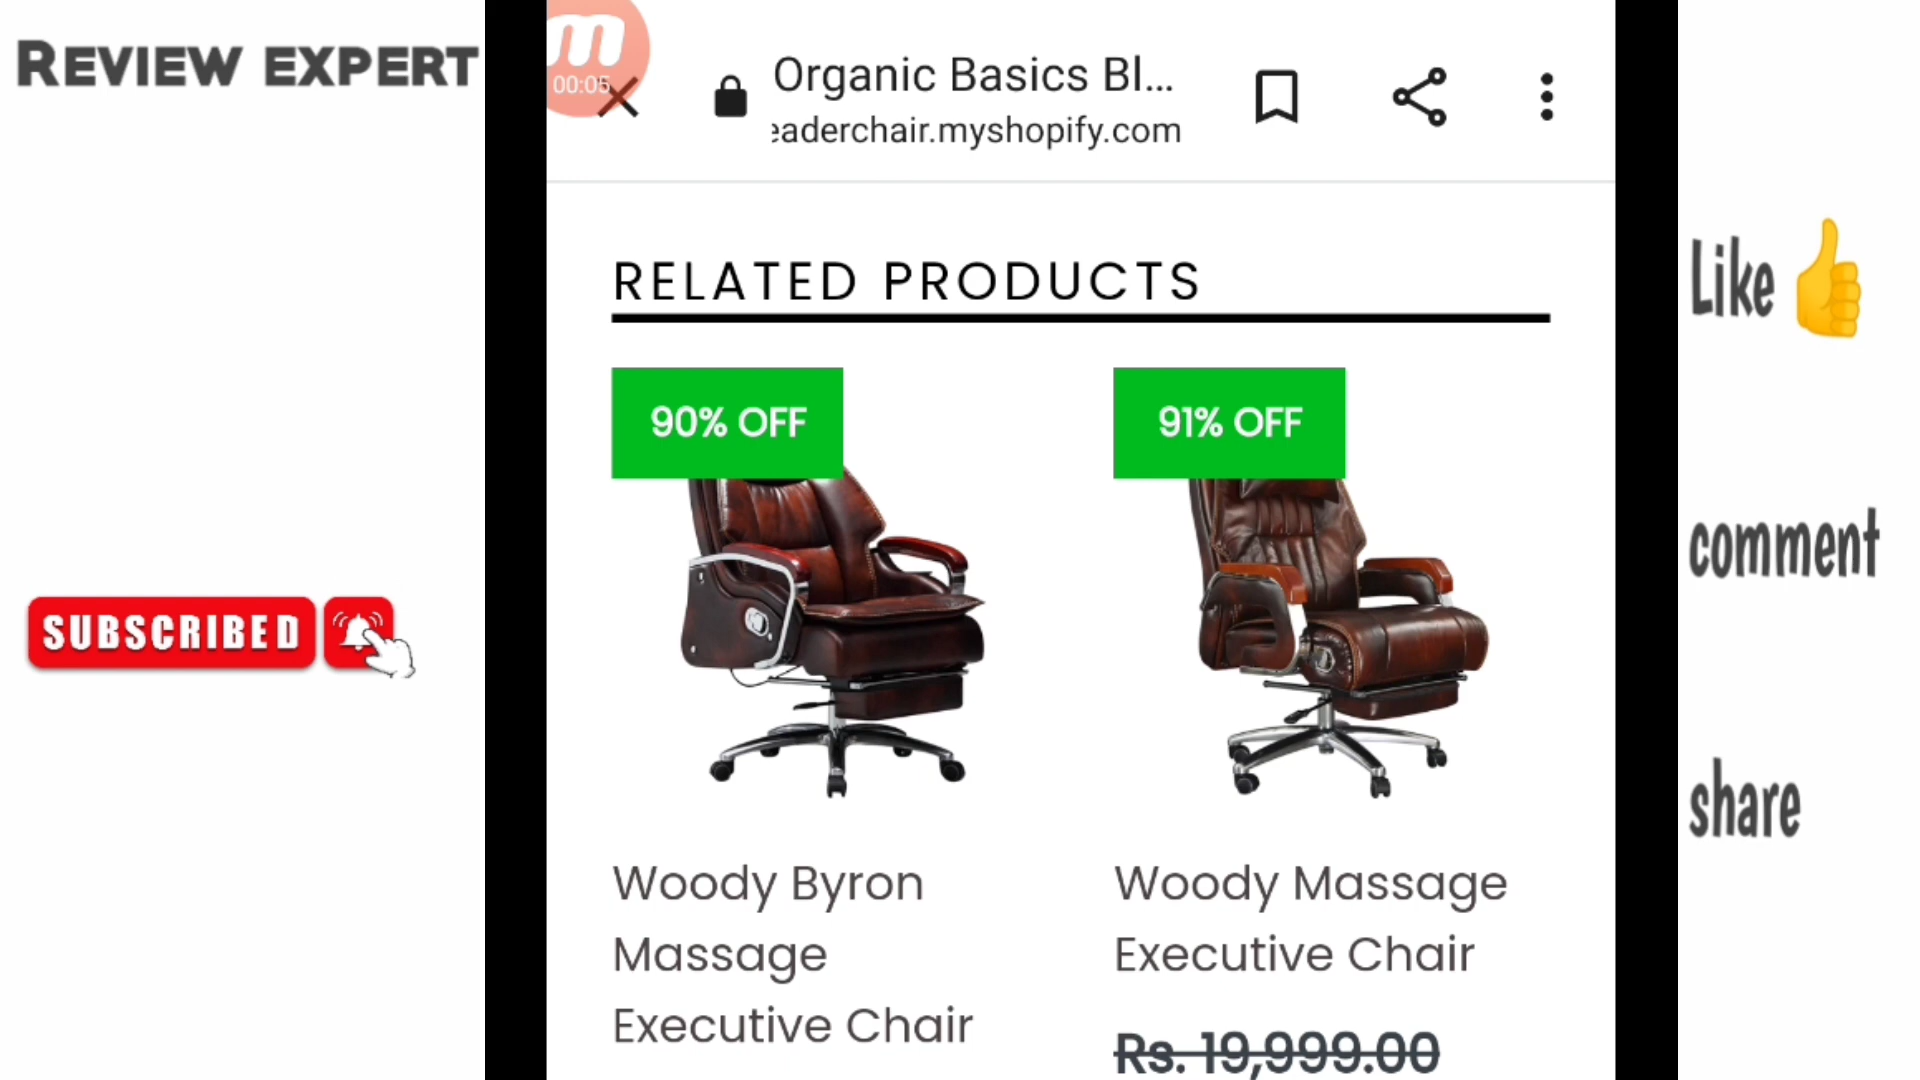 REVIEW EXPERT
SUBSCRIBED
m
00:05
Organic Basics Bl...
eaderchair.myshopify.com
RELATED PRODUCTS
90% OFF
91% OFF
Woody Byron
Massage
Executive Chair
Woody Massage
Executive Chair
Rs. 19,999.00
Like
comment
share